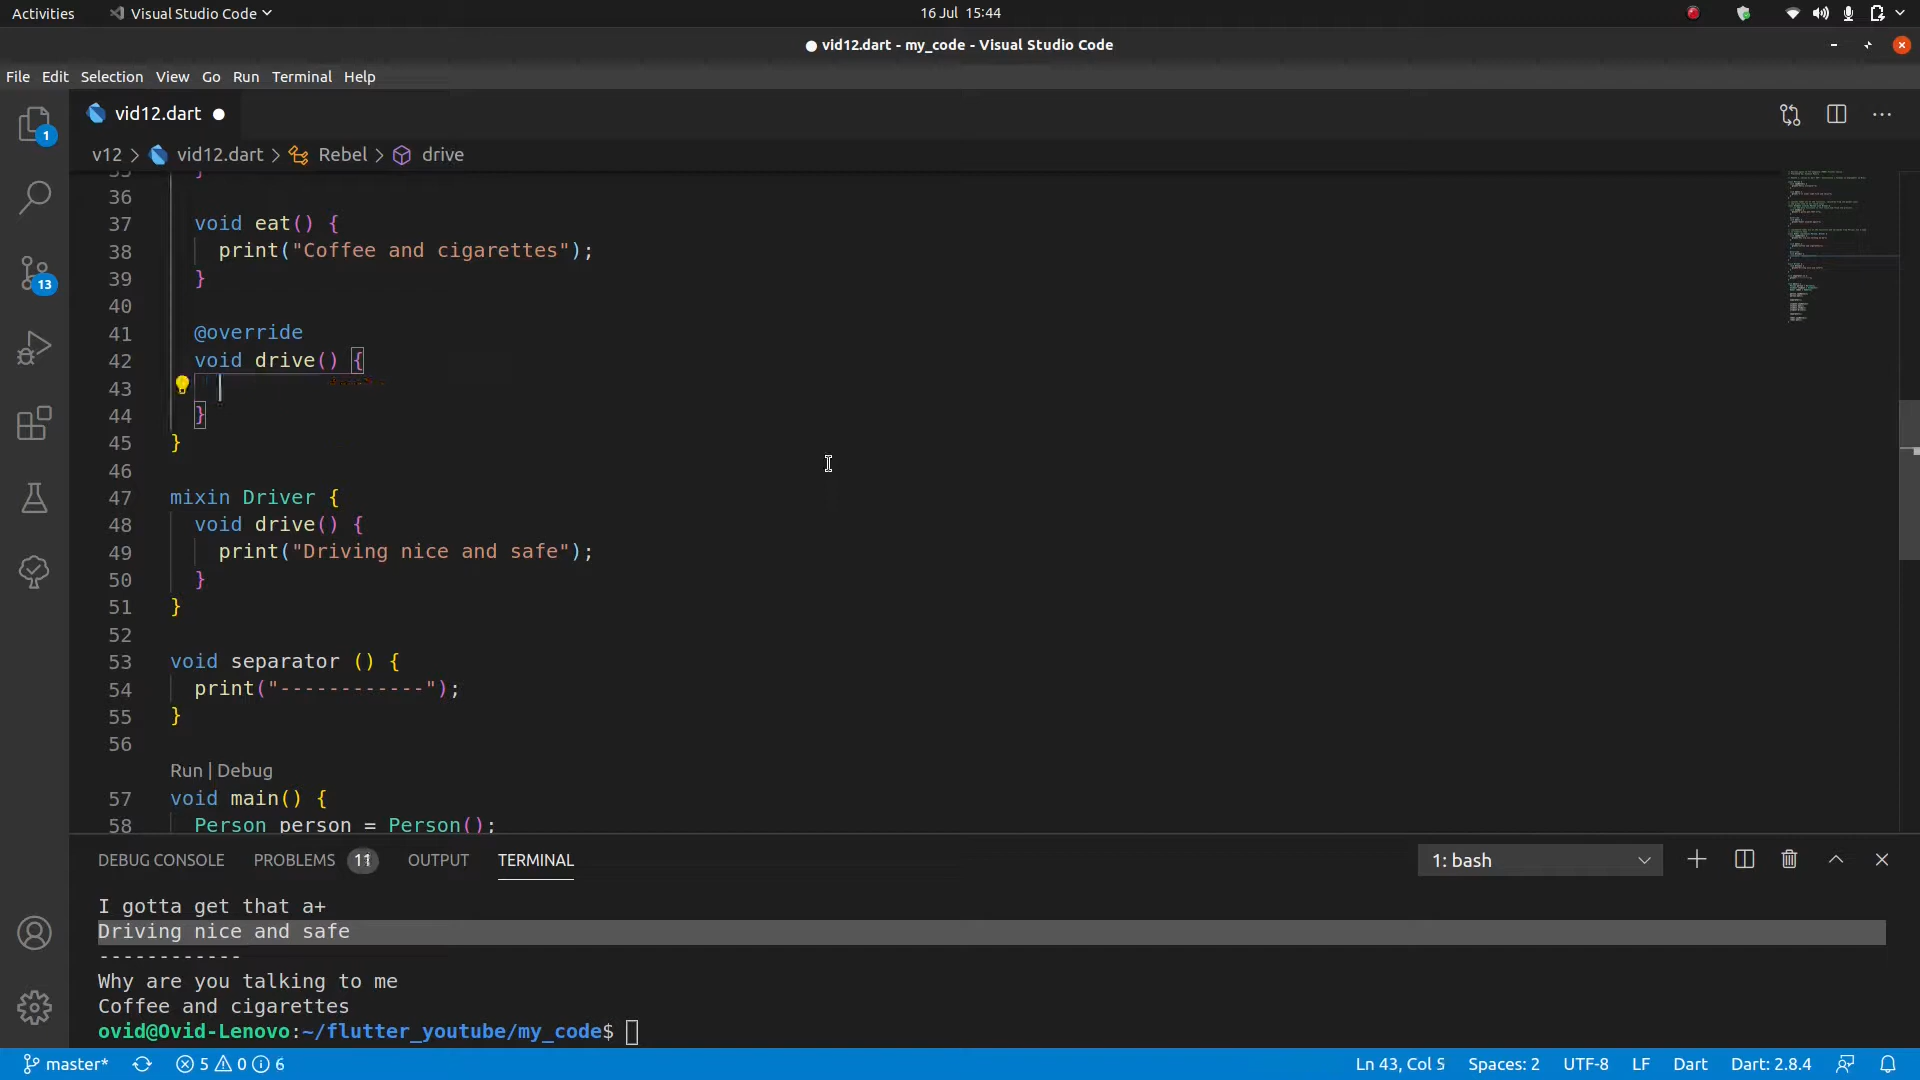 Activities
Visual Studio Code
16 Jul 15:44
● vid12.dart - my_code - Visual Studio Code
File Edit Selection View Go Run Terminal Help
1
vid12.dart
v12 > vid12.dart > Rebel > drive
35 }
36
37 void eat() {
38 print("Coffee and cigarettes");
39 }
40
41 @override
42 void drive() {
43
44 }
45 }
46
47 mixin Driver {
48 void drive() {
49 print("Driving nice and safe");
50 }
51 }
52
53 void separator () {
54 print("------------");
55 }
56
Run | Debug
57 void main() {
58 Person person = Person();
13
DEBUG CONSOLE PROBLEMS 11 OUTPUT TERMINAL
1: bash
I gotta get that a+
Driving nice and safe
------------
Why are you talking to me
Coffee and cigarettes
ovid@Ovid-Lenovo:~/flutter_youtube/my_code$
master* 5 0 6
Ln 43, Col 5 Spaces: 2 UTF-8 LF Dart Dart: 2.8.4